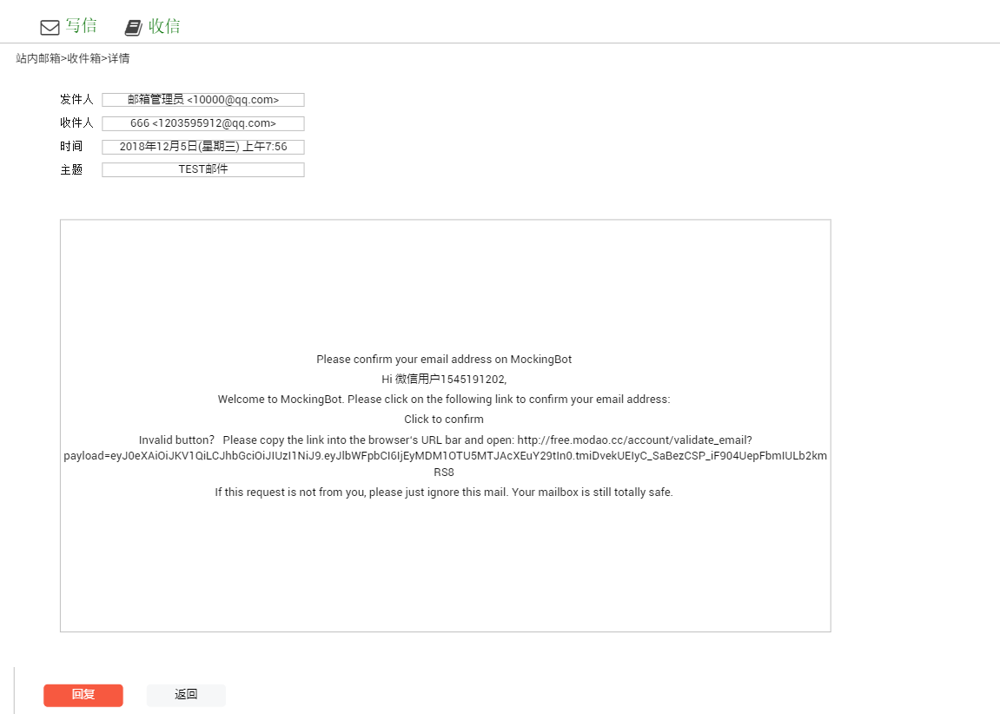 写信 收信
站内邮箱>收件箱>详情
发件人 邮箱管理员 <10000@qq.com>
收件人 666 <1203595912@qq.com>
时间 2018年12月5日(星期三) 上午7:56
主题 TEST邮件
Please confirm your email address on MockingBot
Hi 微信用户1545191202,
Welcome to MockingBot. Please click on the following link to confirm your email address:
Click to confirm
Invalid button? Please copy the link into the browser's URL bar and open: http://free.modao.cc/account/validate_email?
payload=eyJ0eXAiOiJKV1QiLCJhbGciOiJIUzI1NiJ9.eyJlbWFpbCI6IjEyMDM1OTU5MTJAcXEuY29tIn0.tmiDvekUEIyC_SaBezCSP_iF904UepFbmIULb2km
RS8
If this request is not from you, please just ignore this mail. Your mailbox is still totally safe.
回复 返回